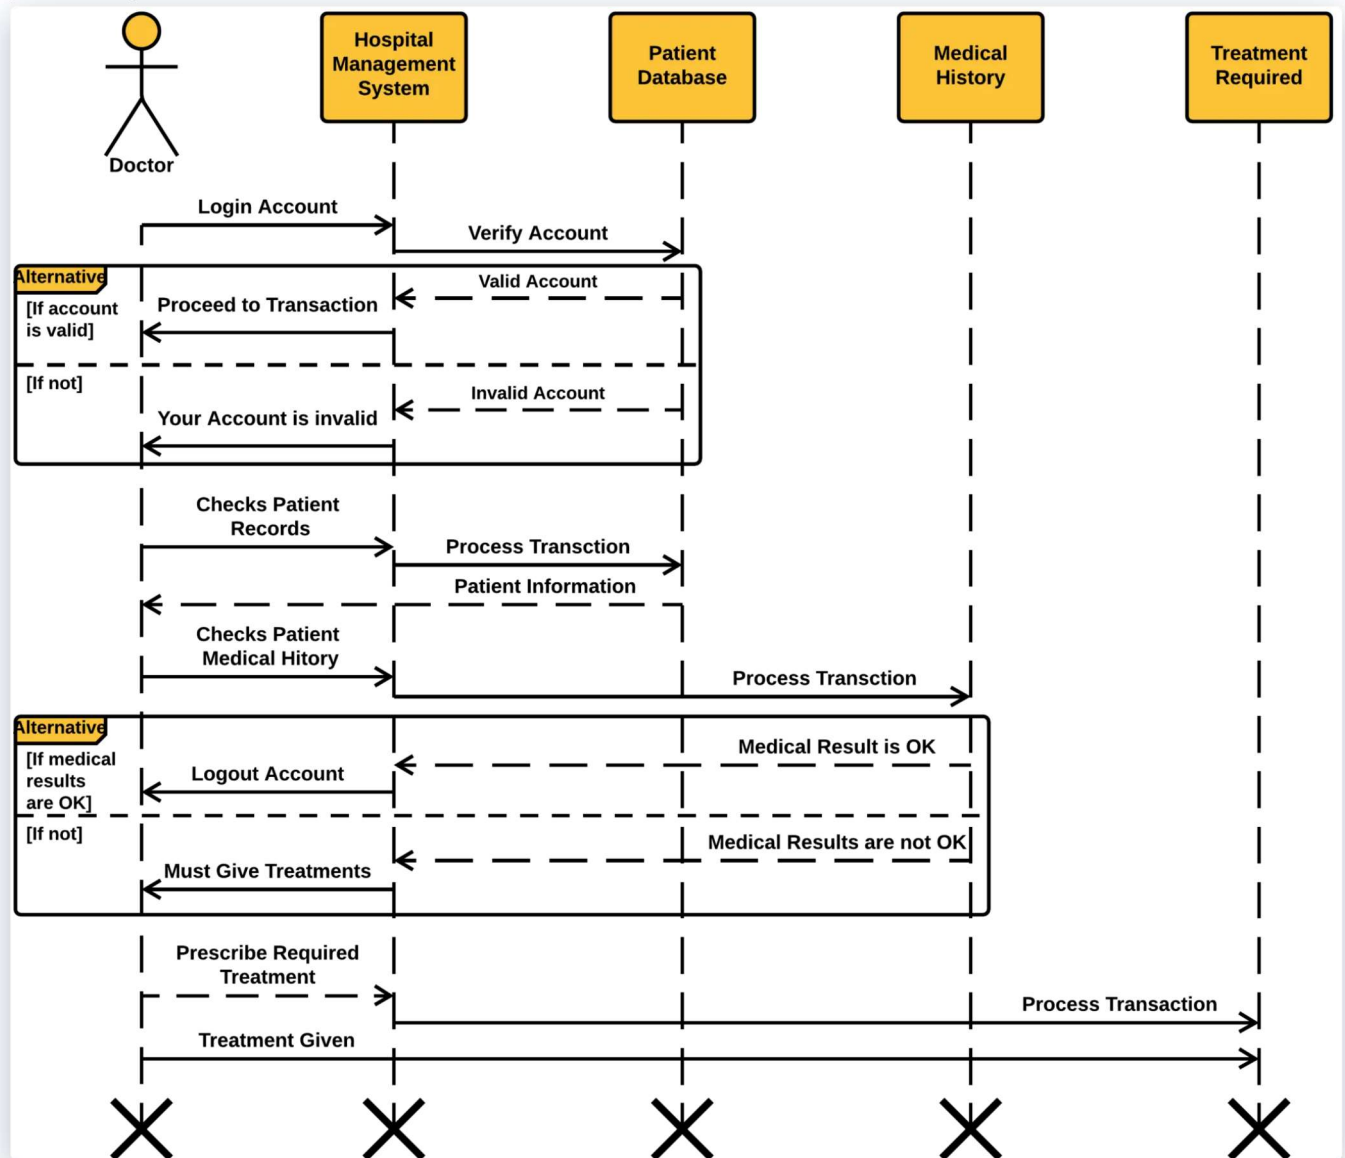 Hospital
Management
System
Patient
Database
Medical
History
Treatment
Required
Doctor
Login Account
Verify Account
Alternative
[If account
is valid]
Valid Account
Proceed to Transaction
[If not]
Invalid Account
Your Account is invalid
Checks Patient
Records
Process Transction
Patient Information
Checks Patient
Medical Hitory
Process Transction
Alternative
[If medical
results
are OK]
Medical Result is OK
Logout Account
[If not]
Medical Results are not OK
Must Give Treatments
Prescribe Required
Treatment
Process Transaction
Treatment Given